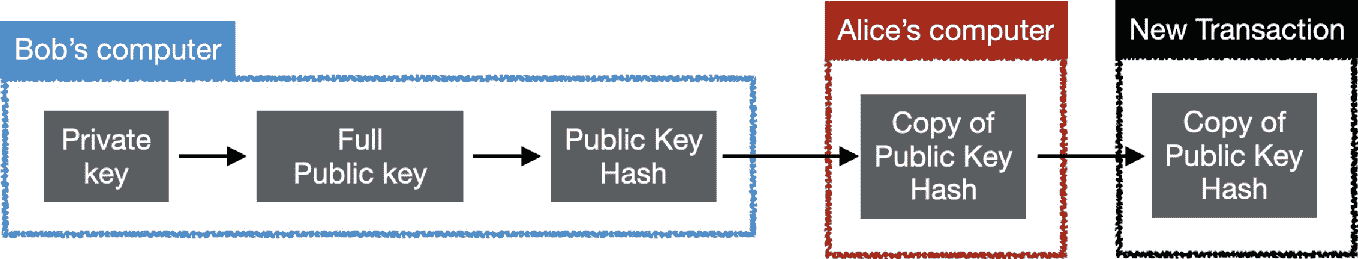 Bob’s computer
Private
key
Full
Public key
Public Key
Hash
Alice’s computer
Copy of
Public Key
Hash
New Transaction
Copy of
Public Key
Hash